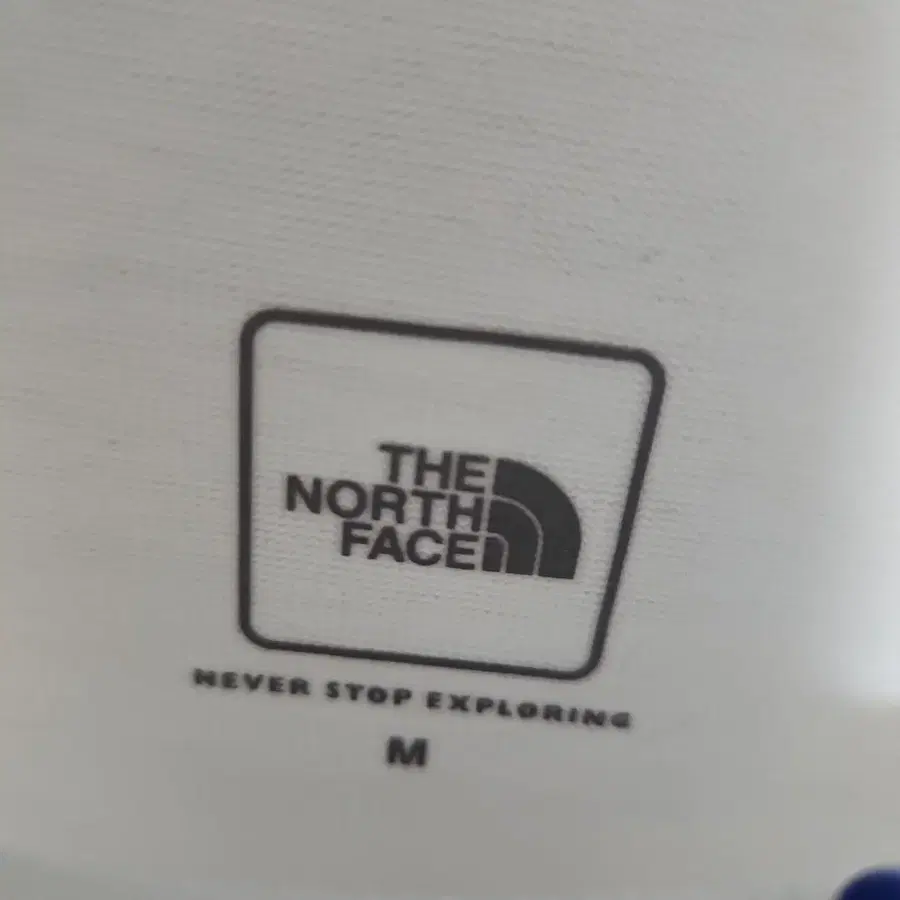 THE
NORTH
FACE
NEVER STOP EXPLORING
M